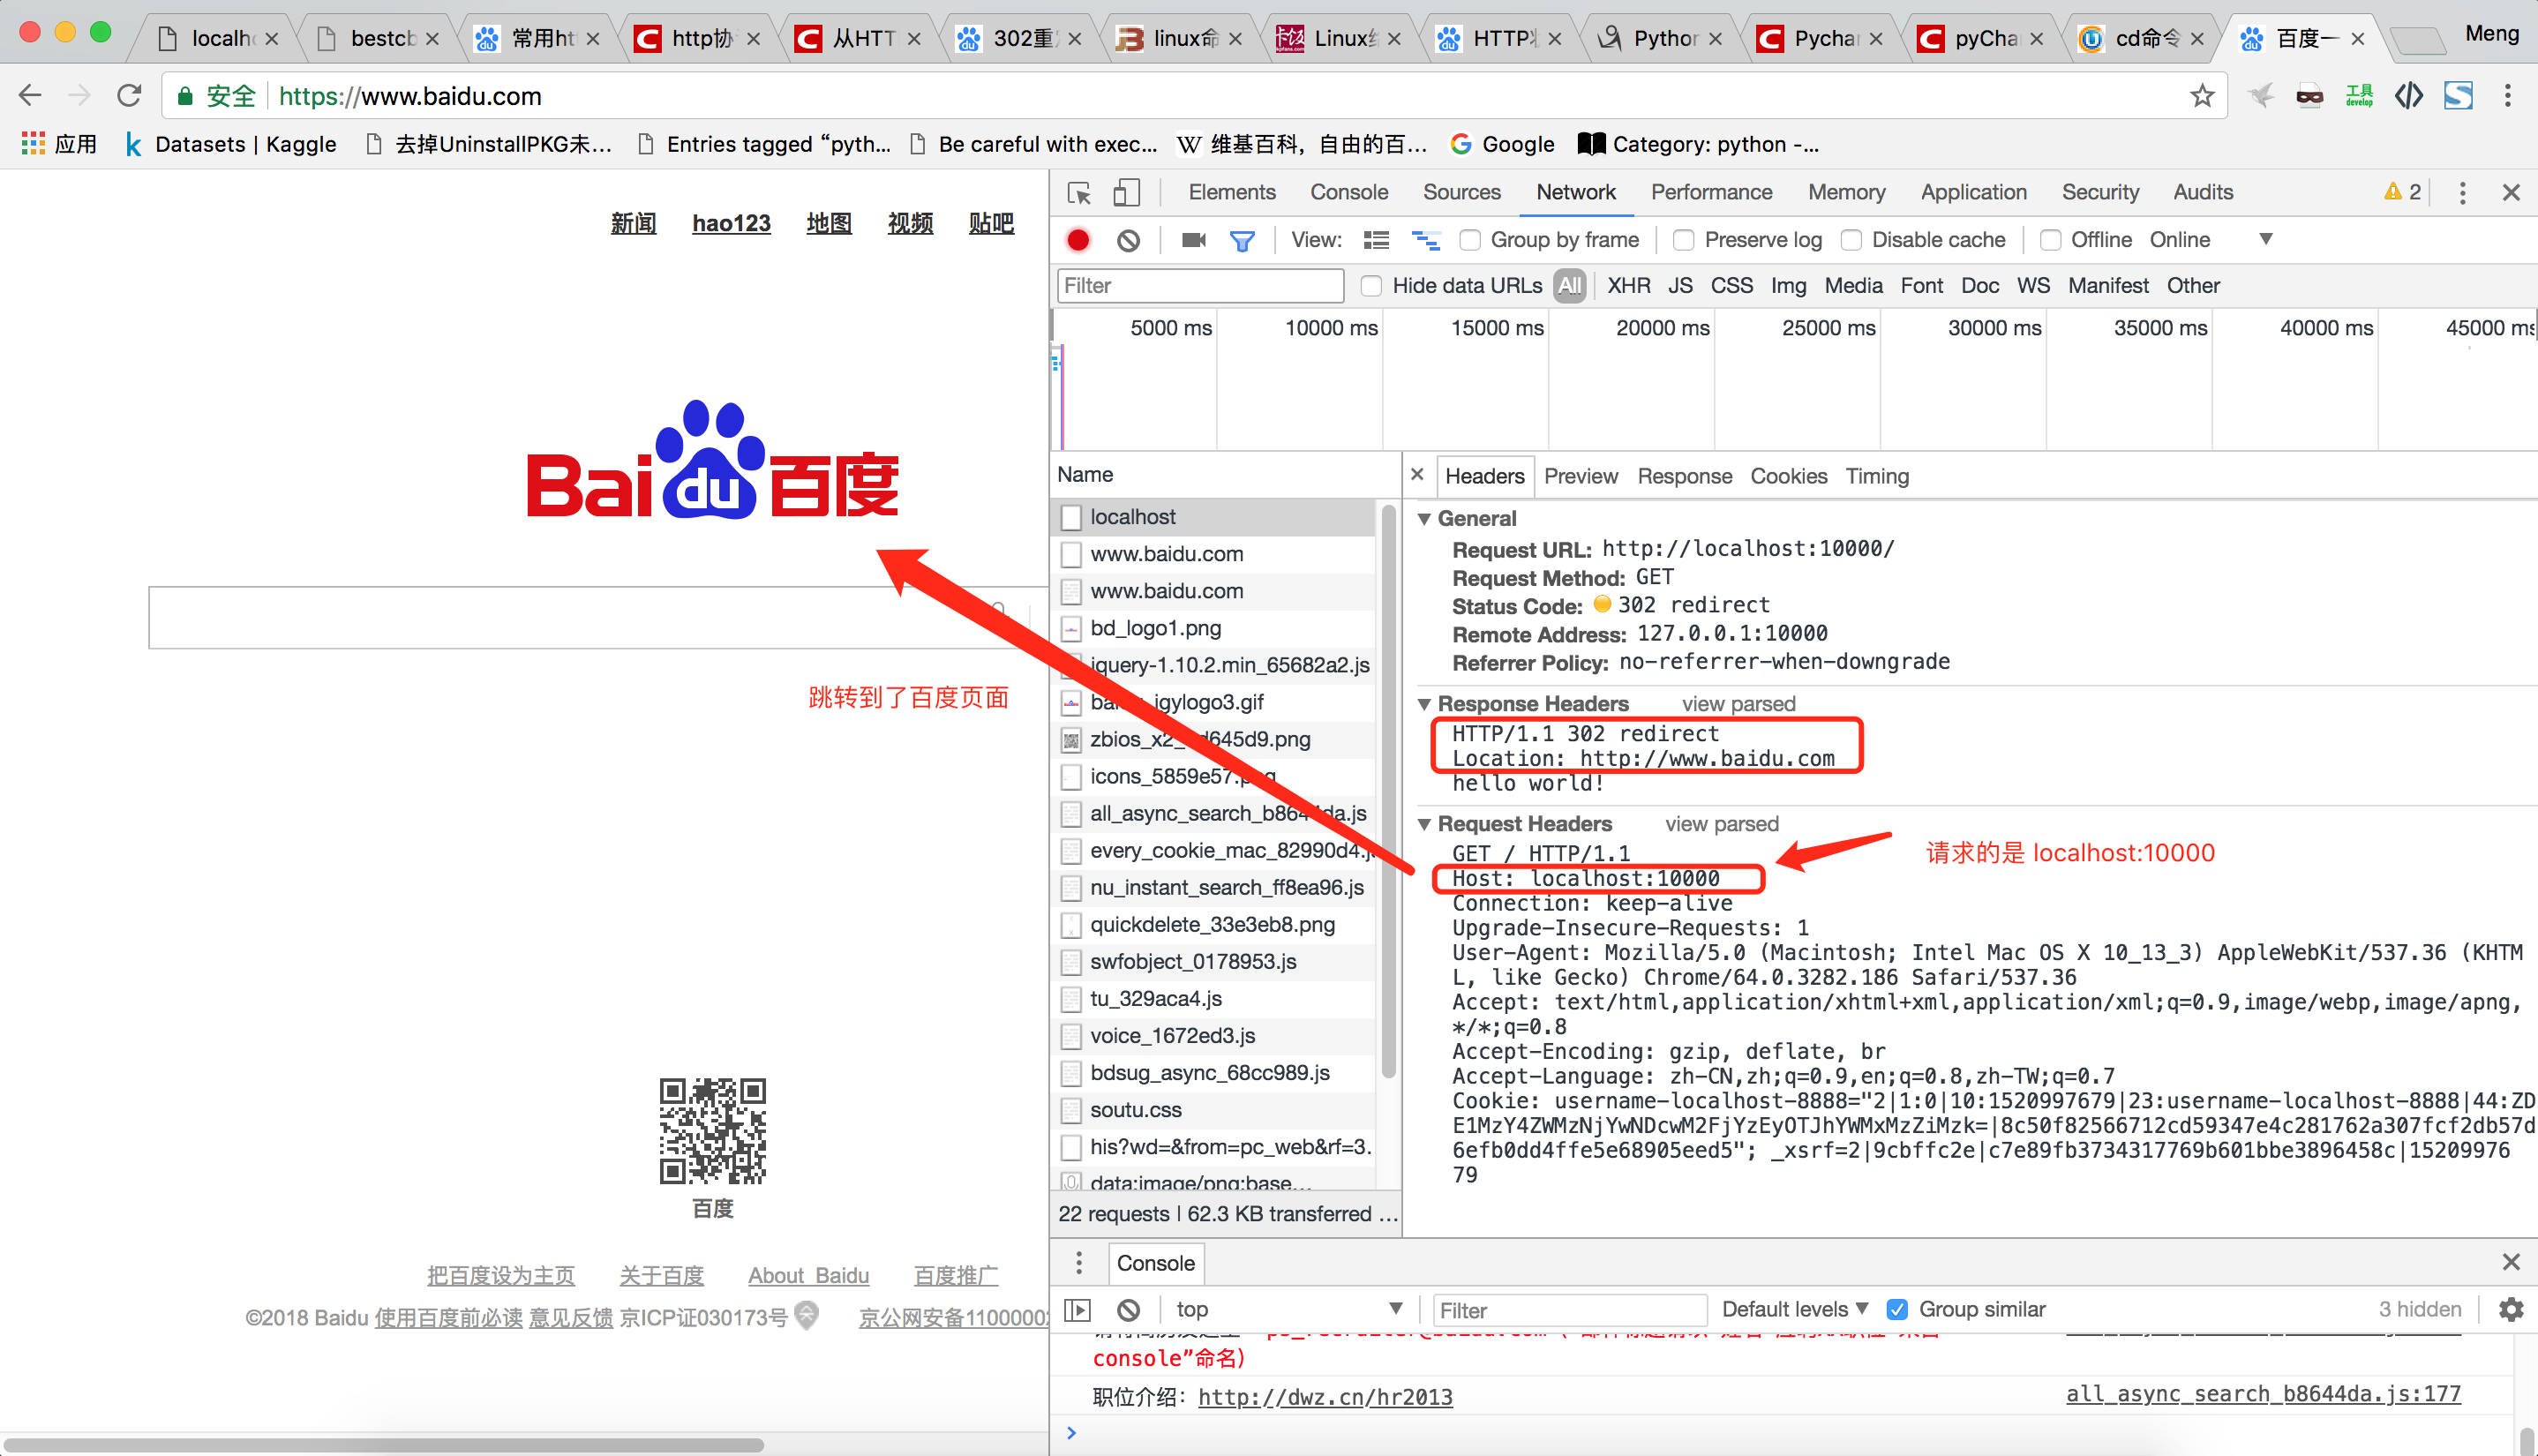 localh
bestcb
常用ht
http协
从HTT
302重
linux命
Linux
HTTP
Python
Pychar
pyCha
cd命令
百度一
Meng
安全
https://www.baidu.com
工具
develop
应用
Datasets | Kaggle
去掉UninstallPKG未...
Entries tagged “pyth...
Be careful with exec...
维基百科，自由的百...
Google
Category: python -...
新闻 hao123 地图 视频 贴吧
Bai du 百度
跳转到了百度页面
百度
把百度设为主页 关于百度 About Baidu 百度推广
©2018 Baidu 使用百度前必读 意见反馈 京ICP证030173号 京公网安备1100000
Elements Console Sources Network Performance Memory Application Security Audits 2
View: Group by frame Preserve log Disable cache Offline Online
Filter Hide data URLs All XHR JS CSS Img Media Font Doc WS Manifest Other
5000 ms 10000 ms 15000 ms 20000 ms 25000 ms 30000 ms 35000 ms 40000 ms 45000 ms
Name
localhost
www.baidu.com
www.baidu.com
bd_logo1.png
jquery-1.10.2.min_65682a2.js
jgylogo3.gif
zbios_x2_ d645d9.png
icons_5859e57.png
all_async_search_b8644da.js
every_cookie_mac_82990d4.js
nu_instant_search_ff8ea96.js
quickdelete_33e3eb8.png
swfobject_0178953.js
tu_329aca4.js
voice_1672ed3.js
bdsug_async_68cc989.js
soutu.css
his?wd=&from=pc_web&rf=3.
data:image/png;base...
22 requests | 62.3 KB transferred ...
Headers Preview Response Cookies Timing
General
Request URL: http://localhost:10000/
Request Method: GET
Status Code: 302 redirect
Remote Address: 127.0.0.1:10000
Referrer Policy: no-referrer-when-downgrade
Response Headers view parsed
HTTP/1.1 302 redirect
Location: http://www.baidu.com
hello world!
Request Headers view parsed
GET / HTTP/1.1
请求的是 localhost:10000
Host: localhost:10000
Connection: keep-alive
Upgrade-Insecure-Requests: 1
User-Agent: Mozilla/5.0 (Macintosh; Intel Mac OS X 10_13_3) AppleWebKit/537.36 (KHTM
L, like Gecko) Chrome/64.0.3282.186 Safari/537.36
Accept: text/html,application/xhtml+xml,application/xml;q=0.9,image/webp,image/apng,
*/*;q=0.8
Accept-Encoding: gzip, deflate, br
Accept-Language: zh-CN,zh;q=0.9,en;q=0.8,zh-TW;q=0.7
Cookie: username-localhost-8888="2|1:0|10:1520997679|23:username-localhost-8888|44:ZD
E1MzY4ZWMzNjYwNDcwM2FjYzEyOTJhYWMxMzZiMzk=|8c50f82566712cd59347e4c281762a307fcf2db57d
6efb0dd4ffe5e68905eed5"; _xsrf=2|9cbffc2e|c7e89fb3734317769b601bbe3896458c|15209976
79
Console
top Filter Default levels Group similar 3 hidden
console”命名)
职位介绍：http://dwz.cn/hr2013 all_async_search_b8644da.js:177